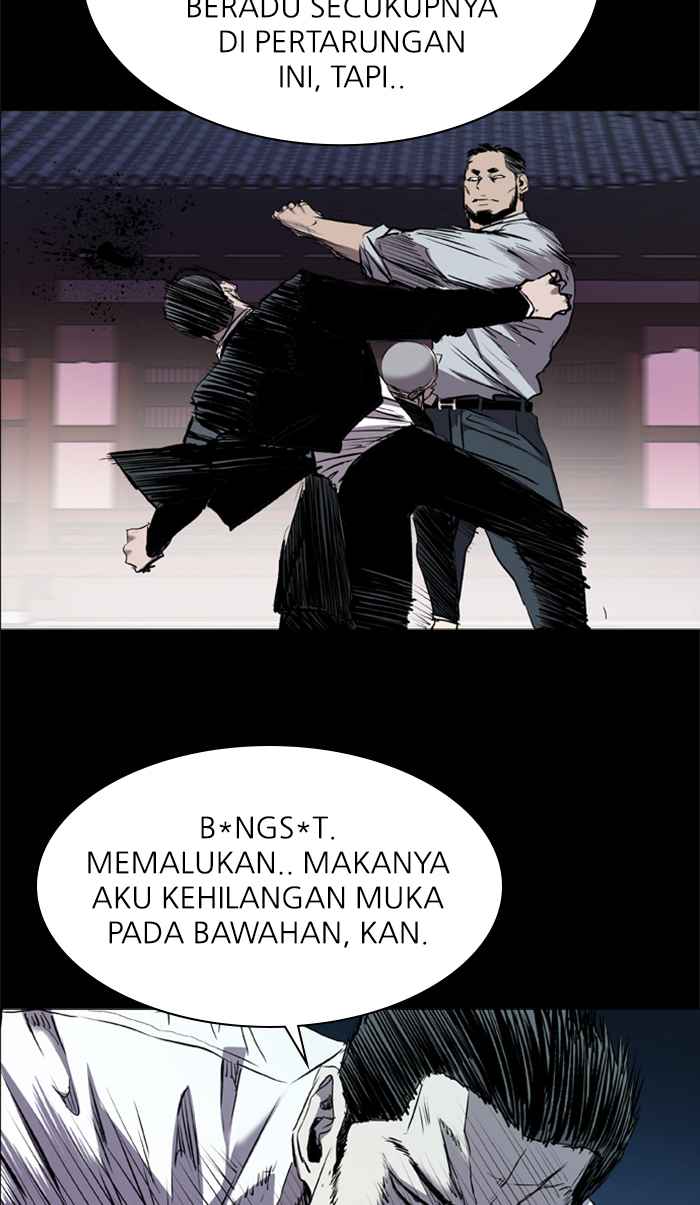 BERADU SECUKUPNYA
DI PERTARUNGAN
INI, TAPI..
B*NGS*T.
MEMALUKAN.. MAKANYA
AKU KEHILANGAN MUKA
PADA BAWAHAN, KAN.